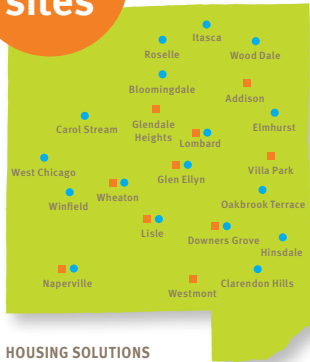 sites
Itasca
Roselle
Wood Dale
Bloomingdale
Addison
Carol Stream
Glendale
Heights
Lombard
Elmhurst
West Chicago
Glen Ellyn
Villa Park
Wheaton
Winfield
Oakbrook Terrace
Lisle
Downers Grove
Hinsdale
Naperville
Westmont
Clarendon Hills
HOUSING SOLUTIONS